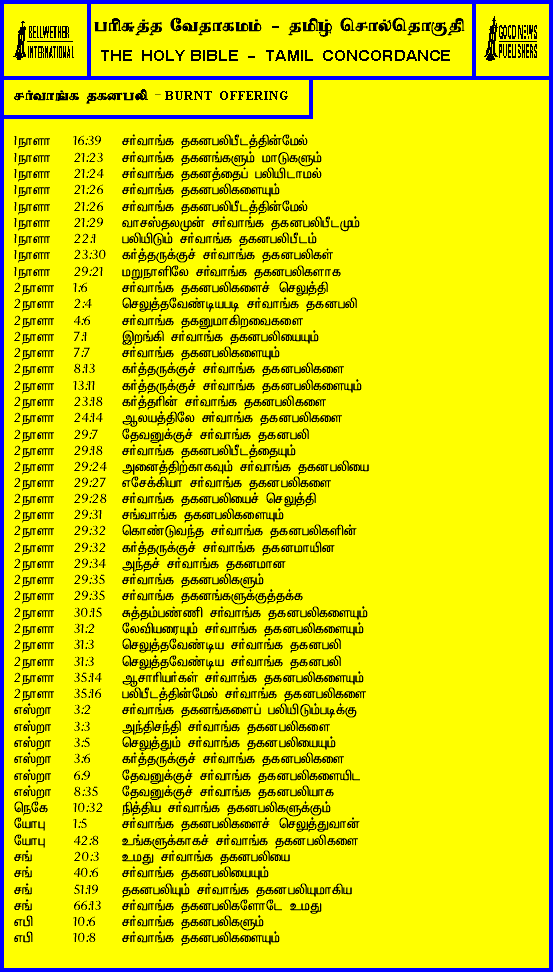 BELLWETHER
INTERNATIONAL
பரிசுத்த வேதாகமம் - தமிழ் சொல்தொகுதி
THE HOLY BIBLE - TAMIL CONCORDANCE
GOOD NEWS
PUBLISHERS
சர்வாங்க தகனபலி - BURNT OFFERING
1நாளா 16:39 சர்வாங்க தகனபலிபீடத்தின்மேல்
1நாளா 21:23 சர்வாங்க தகனங்களும் மாடுகளும்
1நாளா 21:24 சர்வாங்க தகனத்தைப் பலியிடாமல்
1நாளா 21:26 சர்வாங்க தகனபலிகளையும்
1நாளா 21:26 சர்வாங்க தகனபலிபீடத்தின்மேல்
1நாளா 21:29 வாசஸ்தலமுன் சர்வாங்க தகனபலிபீடமும்
1நாளா 22:1 பலியிடும் சர்வாங்க தகனபலிபீடம்
1நாளா 23:30 கர்த்தருக்குச் சர்வாங்க தகனபலிகள்
1நாளா 29:21 மறுநாளிலே சர்வாங்க தகனபலிகளாக
2நாளா 1:6 சர்வாங்க தகனபலிகளைச் செலுத்தி
2நாளா 2:4 செலுத்தவேண்டியபடி சர்வாங்க தகனபலி
2நாளா 4:6 சர்வாங்க தகனுமாகிறவைகளை
2நாளா 7:1 இறங்கி சர்வாங்க தகனபலியையும்
2நாளா 7:7 சர்வாங்க தகனபலிகளையும்
2நாளா 8:13 கர்த்தருக்குச் சர்வாங்க தகனபலிகளை
2நாளா 13:11 கர்த்தருக்குச் சர்வாங்க தகனபலிகளையும்
2நாளா 23:18 கர்த்தரின் சர்வாங்க தகனபலிகளை
2நாளா 24:14 ஆலயத்திலே சர்வாங்க தகனபலிகளை
2நாளா 29:7 தேவனுக்குச் சர்வாங்க தகனபலி
2நாளா 29:18 சர்வாங்க தகனபலிபீடத்தையும்
2நாளா 29:24 அனைத்திற்காகவும் சர்வாங்க தகனபலியை
2நாளா 29:27 எசேக்கியா சர்வாங்க தகனபலிகளை
2நாளா 29:28 சர்வாங்க தகனபலியைச் செலுத்தி
2நாளா 29:31 சங்வாங்க தகனபலிகளையும்
2நாளா 29:32 கொண்டுவந்த சர்வாங்க தகனபலிகளின்
2நாளா 29:32 கர்த்தருக்குச் சர்வாங்க தகனமாயின
2நாளா 29:34 அந்தச் சர்வாங்க தகனமான
2நாளா 29:35 சர்வாங்க தகனபலிகளும்
2நாளா 29:35 சர்வாங்க தகனங்களுக்குத்தக்க
2நாளா 30:15 சுத்தம்பண்ணி சர்வாங்க தகனபலிகளையும்
2நாளா 31:2 லேவியரையும் சர்வாங்க தகனபலிகளையும்
2நாளா 31:3 செலுத்தவேண்டிய சர்வாங்க தகனபலி
2நாளா 31:3 செலுத்தவேண்டிய சர்வாங்க தகனபலி
2நாளா 35:14 ஆசாரியர்கள் சர்வாங்க தகனபலிகளையும்
2நாளா 35:16 பலிபீடத்தின்மேல் சர்வாங்க தகனபலிகளை
எஸ்றா 3:2 சர்வாங்க தகனங்களைப் பலியிடும்படிக்கு
எஸ்றா 3:3 அந்திசந்தி சர்வாங்க தகனபலிகளை
எஸ்றா 3:5 செலுத்தும் சர்வாங்க தகனபலியையும்
எஸ்றா 3:6 கர்த்தருக்குச் சர்வாங்க தகனபலிகளை
எஸ்றா 6:9 தேவனுக்குச் சர்வாங்க தகனபலிகளையிட
எஸ்றா 8:35 தேவனுக்குச் சர்வாங்க தகனபலியாக
நெகே 10:32 நித்திய சர்வாங்க தகனபலிகளுக்கும்
யோபு 1:5 சர்வாங்க தகனபலிகளைச் செலுத்துவான்
யோபு 42:8 உங்களுக்காகச் சர்வாங்க தகனபலிகளை
சங் 20:3 உமது சர்வாங்க தகனபலியை
சங் 40:6 சர்வாங்க தகனபலியையும்
சங் 51:19 தகனபலியும் சர்வாங்க தகனபலியுமாகிய
சங் 66:13 சர்வாங்க தகனபலிகளோடே உமது
எபி 10:6 சர்வாங்க தகனபலிகளும்
எபி 10:8 சர்வாங்க தகனபலிகளையும்